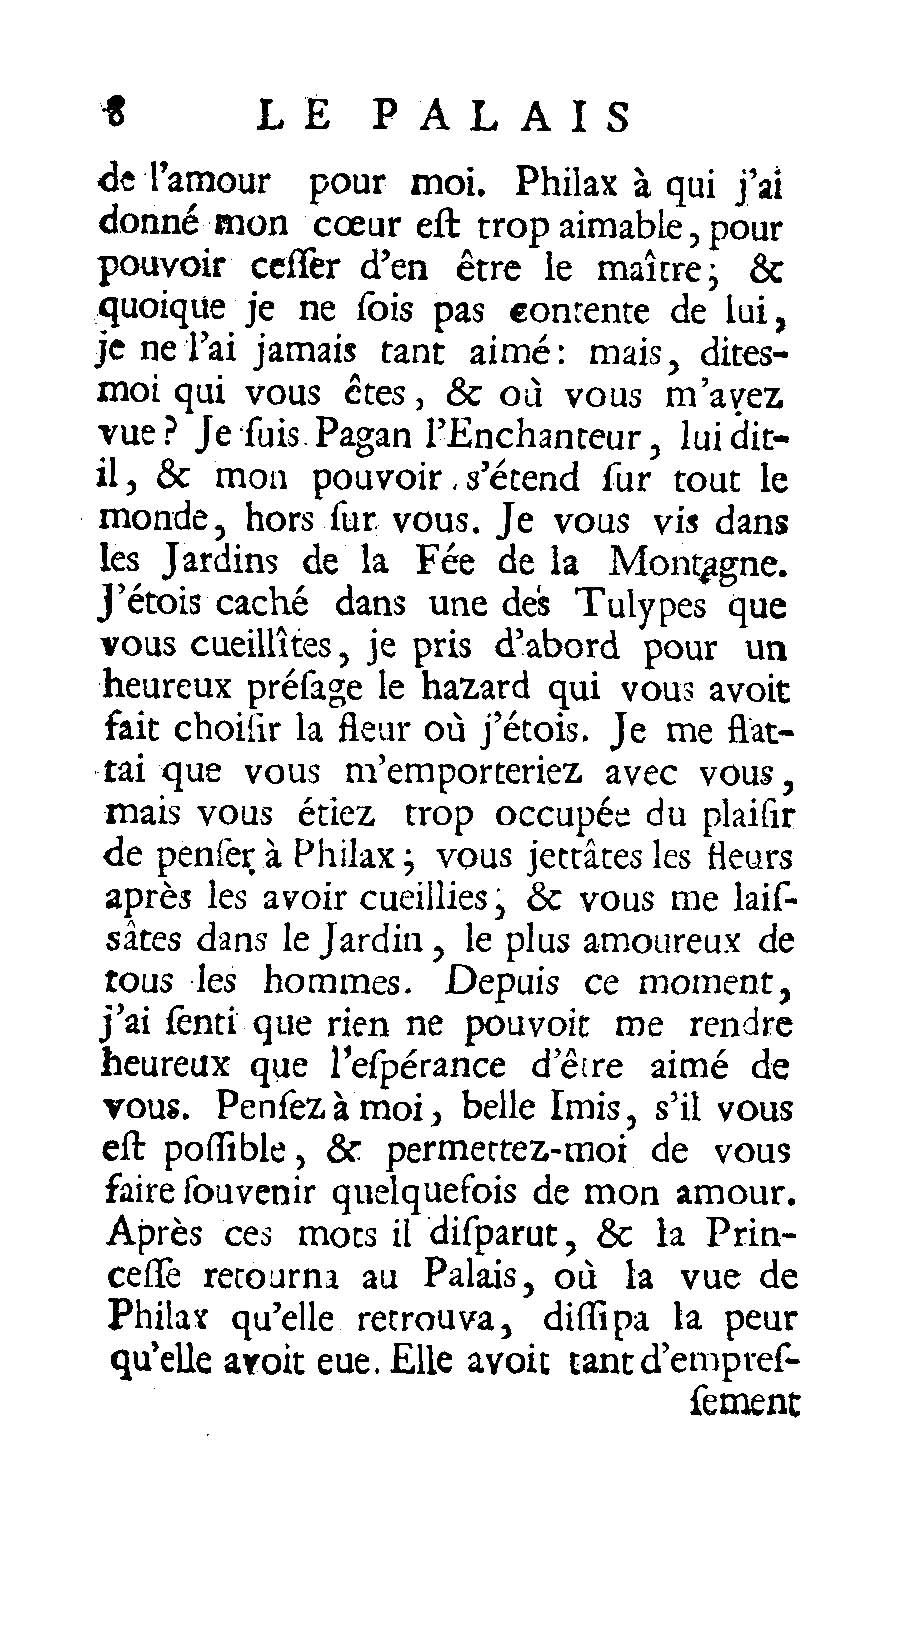 8 LE PALAIS
de l'amour pour moi. Philax à qui j'ai
donné mon cœur eſt trop aimable, pour
pouvoir ceſſer d'en être le maître; &
quoique je ne ſois pas contente de lui,
je ne l'ai jamais tant aimé: mais, dites-
moi qui vous êtes, & où vous m'avez
vue? Je ſuis Pagan l'Enchanteur, lui dit-
il, & mon pouvoir s'étend ſur tout le
monde, hors ſur vous. Je vous vis dans
les Jardins de la Fée de la Montagne.
J'étois caché dans une des Tulypes que
vous cueillîtes, je pris d'abord pour un
heureux préſage le hazard qui vous avoit
fait choiſir la fleur où j'étois. Je me flat-
tai que vous m'emporteriez avec vous,
mais vous étiez trop occupée du plaiſir
de penſer à Philax; vous jettâtes les fleurs
après les avoir cueillies; & vous me laiſ-
sâtes dans le Jardin, le plus amoureux de
tous les hommes. Depuis ce moment,
j'ai ſenti que rien ne pouvoit me rendre
heureux que l'eſpérance d'être aimé de
vous. Penſez à moi, belle Imis, s'il vous
eſt poſſible, & permettez-moi de vous
faire ſouvenir quelquefois de mon amour.
Après ces mots il diſparut, & la Prin-
ceſſe retourna au Palais, où la vue de
Philax qu'elle retrouva, diſſipa la peur
qu'elle avoit eue. Elle avoit tant d'empreſ-
ſement